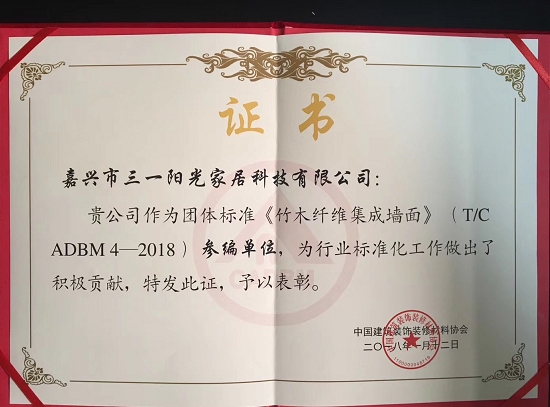 证书
嘉兴市三一阳光家居科技有限公司：
贵公司作为团体标准《竹木纤维集成墙面》（T/C
ADBM 4—2018）参编单位，为行业标准化工作做出了
积极贡献，特发此证，予以表彰。
中国建筑装饰装修材料协会
二〇一八年一月十二日